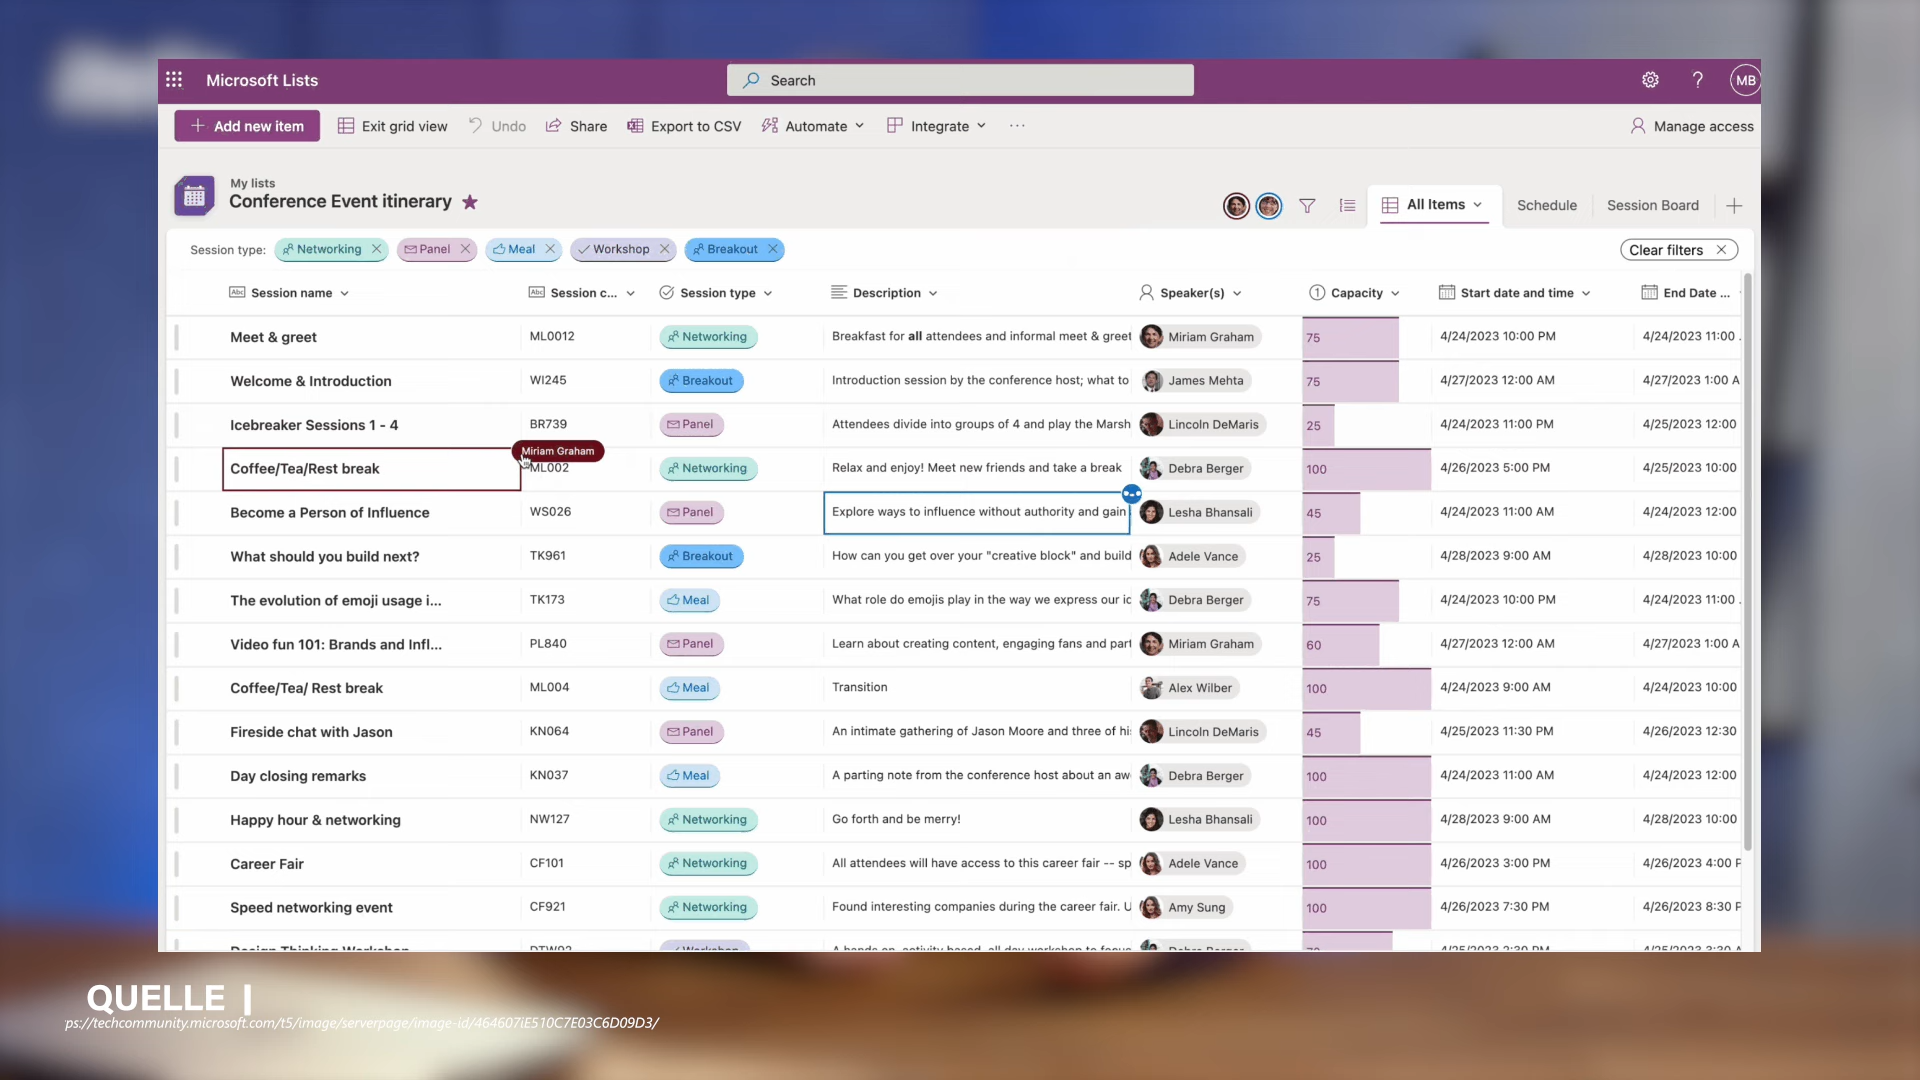 Microsoft Lists
Search
MB
Add new item
Exit grid view
Undo
Share
Export to CSV
Automate
Integrate
Manage access
My lists
Conference Event itinerary
All Items
Schedule
Session Board
Session type:
Networking
Panel
Meal
Workshop
Breakout
Clear filters
Session name
Session c...
Session type
Description
Speaker(s)
Capacity
Start date and time
End Date ...
Meet & greet ML0012 Networking Breakfast for all attendees and informal meet & greet Miriam Graham 75 4/24/2023 10:00 PM 4/24/2023 11:00
Welcome & Introduction WI245 Breakout Introduction session by the conference host; what to James Mehta 75 4/27/2023 12:00 AM 4/27/2023 1:00 A
Icebreaker Sessions 1 - 4 BR739 Panel Attendees divide into groups of 4 and play the Marsh Lincoln DeMaris 25 4/24/2023 11:00 PM 4/25/2023 12:00
Miriam Graham
Coffee/Tea/Rest break ML002 Networking Relax and enjoy! Meet new friends and take a break Debra Berger 100 4/26/2023 5:00 PM 4/25/2023 10:00
Become a Person of Influence WS026 Panel Explore ways to influence without authority and gain Lesha Bhansali 45 4/24/2023 11:00 AM 4/24/2023 12:00
What should you build next? TK961 Breakout How can you get over your "creative block" and build Adele Vance 25 4/28/2023 9:00 AM 4/28/2023 10:00
The evolution of emoji usage i... TK173 Meal What role do emojis play in the way we express our Debra Berger 75 4/24/2023 10:00 PM 4/24/2023 11:00
Video fun 101: Brands and Infl... PL840 Panel Learn about creating content, engaging fans and part Miriam Graham 60 4/27/2023 12:00 AM 4/27/2023 1:00 A
Coffee/Tea/ Rest break ML004 Meal Transition Alex Wilber 100 4/24/2023 9:00 AM 4/24/2023 10:00
Fireside chat with Jason KN064 Panel An intimate gathering of Jason Moore and three of Lincoln DeMaris 45 4/25/2023 11:30 PM 4/26/2023 12:30
Day closing remarks KN037 Meal A parting note from the conference host about an Debra Berger 100 4/24/2023 11:00 AM 4/24/2023 12:00
Happy hour & networking NW127 Networking Go forth and be merry! Lesha Bhansali 100 4/28/2023 9:00 AM 4/28/2023 10:00
Career Fair CF101 Networking All attendees will have access to this career fair -- sp Adele Vance 100 4/26/2023 3:00 PM 4/26/2023 4:00 P
Speed networking event CF921 Networking Found interesting companies during the career fair. U Amy Sung 100 4/26/2023 7:30 PM 4/26/2023 8:30 P
QUELLE |
ps://techcommunity.microsoft.com/t5/image/serverpage/image-id/464607iE510C7E03C6D09D3/